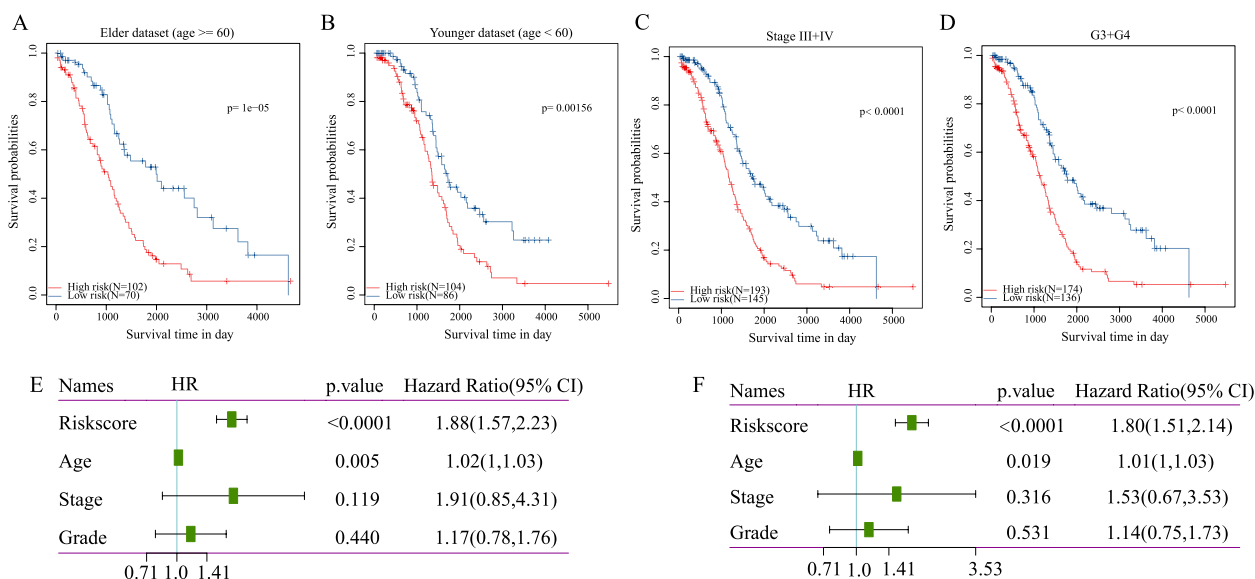 A
Elder dataset (age >= 60)
Survival probabilities
1.0
0.8
0.6
0.4
0.2
0.0
p= 1e−05
High risk(N=102)
Low risk(N=70)
0 1000 2000 3000 4000
Survival time in day
B
Younger dataset (age < 60)
Survival probabilities
1.0
0.8
0.6
0.4
0.2
0.0
p= 0.00156
High risk(N=104)
Low risk(N=86)
0 1000 2000 3000 4000 5000
Survival time in day
C
Stage III+IV
Survival probabilities
1.0
0.8
0.6
0.4
0.2
0.0
p< 0.0001
High risk(N=193)
Low risk(N=145)
0 1000 2000 3000 4000 5000
Survival time in day
D
G3+G4
Survival probabilities
1.0
0.8
0.6
0.4
0.2
0.0
p< 0.0001
High risk(N=174)
Low risk(N=136)
0 1000 2000 3000 4000 5000
Survival time in day
E
Names HR p.value Hazard Ratio(95% CI)
Riskscore <0.0001 1.88(1.57,2.23)
Age 0.005 1.02(1,1.03)
Stage 0.119 1.91(0.85,4.31)
Grade 0.440 1.17(0.78,1.76)
0.71 1.0 1.41
F
Names HR p.value Hazard Ratio(95% CI)
Riskscore <0.0001 1.80(1.51,2.14)
Age 0.019 1.01(1,1.03)
Stage 0.316 1.53(0.67,3.53)
Grade 0.531 1.14(0.75,1.73)
0.71 1.0 1.41 3.53